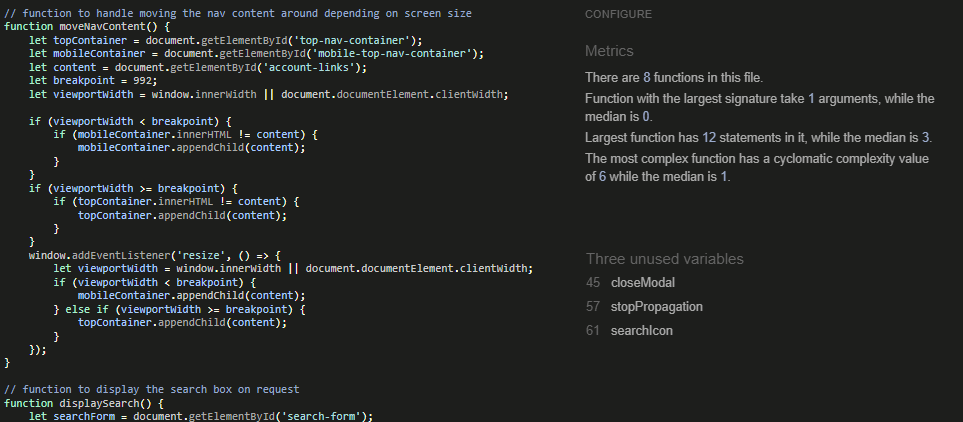 // function to handle moving the nav content around depending on screen size
function moveNavContent() {
    let topContainer = document.getElementById('top-nav-container');
    let mobileContainer = document.getElementById('mobile-top-nav-container');
    let content = document.getElementById('account-links');
    let breakpoint = 992;
    let viewportWidth = window.innerWidth || document.documentElement.clientWidth;

    if (viewportWidth < breakpoint) {
        if (mobileContainer.innerHTML != content) {
            mobileContainer.appendChild(content);
        }
    }
    if (viewportWidth >= breakpoint) {
        if (topContainer.innerHTML != content) {
            topContainer.appendChild(content);
        }
    }
    window.addEventListener('resize', () => {
        let viewportWidth = window.innerWidth || document.documentElement.clientWidth;
        if (viewportWidth < breakpoint) {
            mobileContainer.appendChild(content);
        } else if (viewportWidth >= breakpoint) {
            topContainer.appendChild(content);
        }
    });
}

// function to display the search box on request
function displaySearch() {
    let searchForm = document.getElementById('search-form');
CONFIGURE
Metrics
There are 8 functions in this file.
Function with the largest signature take 1 arguments, while the
median is 0.
Largest function has 12 statements in it, while the median is 3.
The most complex function has a cyclomatic complexity value
of 6 while the median is 1.
Three unused variables
45 closeModal
57 stopPropagation
61 searchIcon